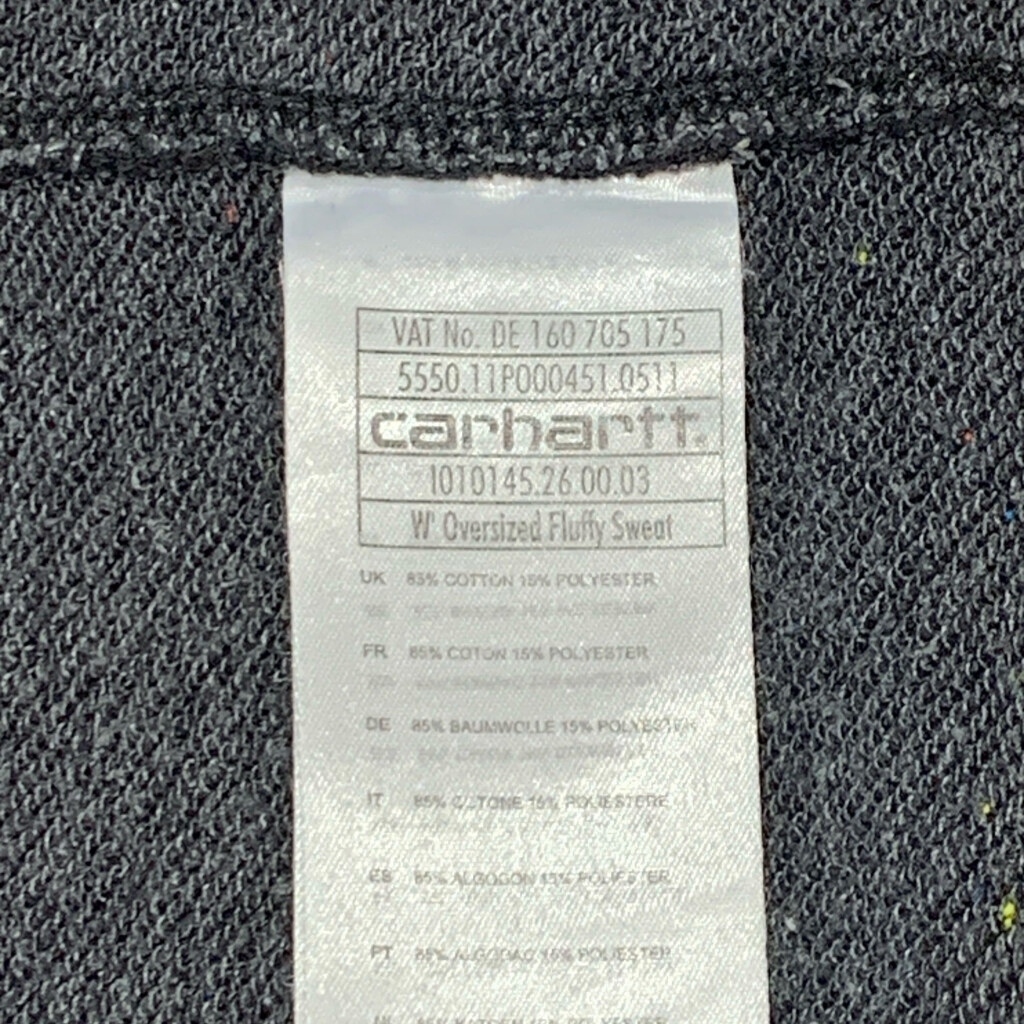 VAT No. DE 160 705 175
5550.11P000451.0511
carhartt.
1010145.26.00.03
W' Oversized Fluffy Sweat
UK 85% COTTON 15% POLYESTER
FR 85% COTON 15% POLYESTER
DE 85% BAUMWOLLE 15% POLYESTER
IT 85% COTONE 15% POLIESTERE
ES 85% ALGODON 15% POLIESTER
PT 85% ALGODAO 15% POLIESTER